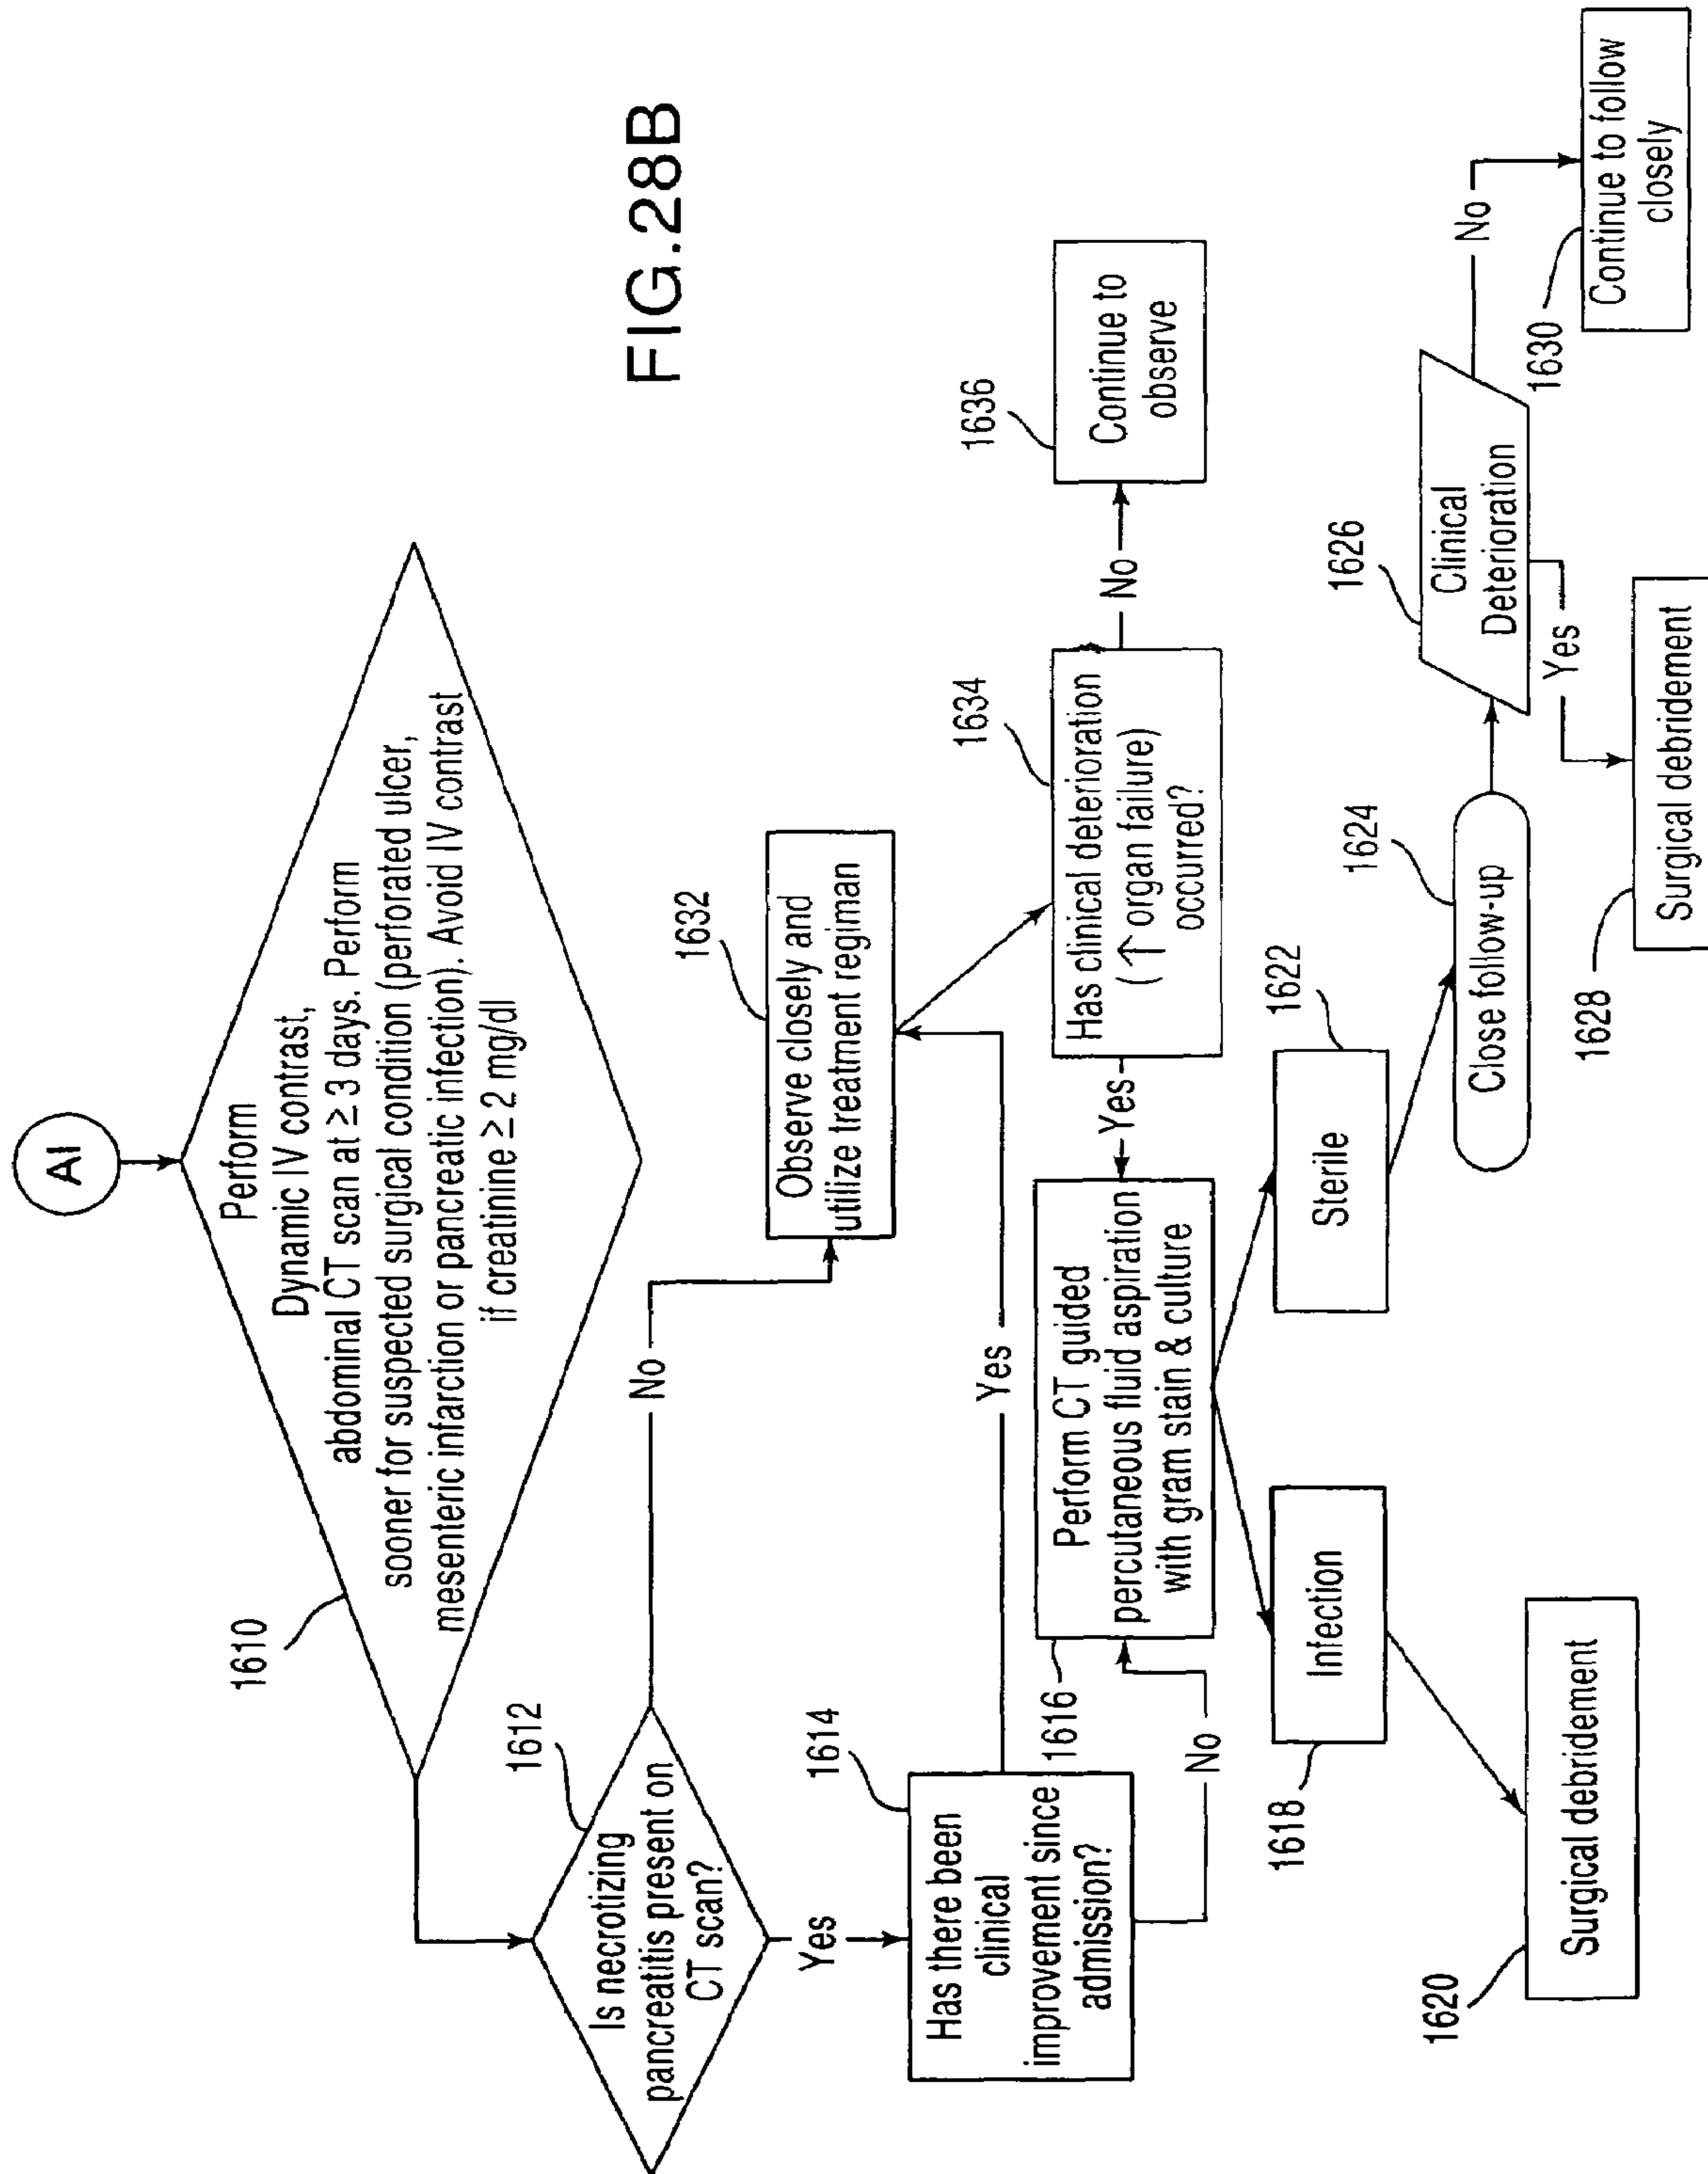 AI
Perform
Dynamic IV contrast,
abdominal CT scan at ≥ 3 days. Perform
sooner for suspected surgical condition (perforated ulcer,
mesenteric infarction or pancreatic infection). Avoid IV contrast
if creatinine ≥ 2 mg/dl
1610
FIG.28B
1612
Is necrotizing
pancreatitis present on
CT scan?
No
Yes
1632
Observe closely and
utilize treatment regiman
1614
Has there been
clinical
improvement since
admission?
Yes
No
1634
Has clinical deterioration
(↑ organ failure)
occurred?
No
Yes
1636
Continue to
observe
1616
Perform CT guided
percutaneous fluid aspiration
with gram stain & culture
1618
Infection
1622
Sterile
1620
Surgical debridement
1624
Close follow-up
1626
Clinical
Deterioration
Yes
No
1628
Surgical debridement
1630
Continue to follow
closely